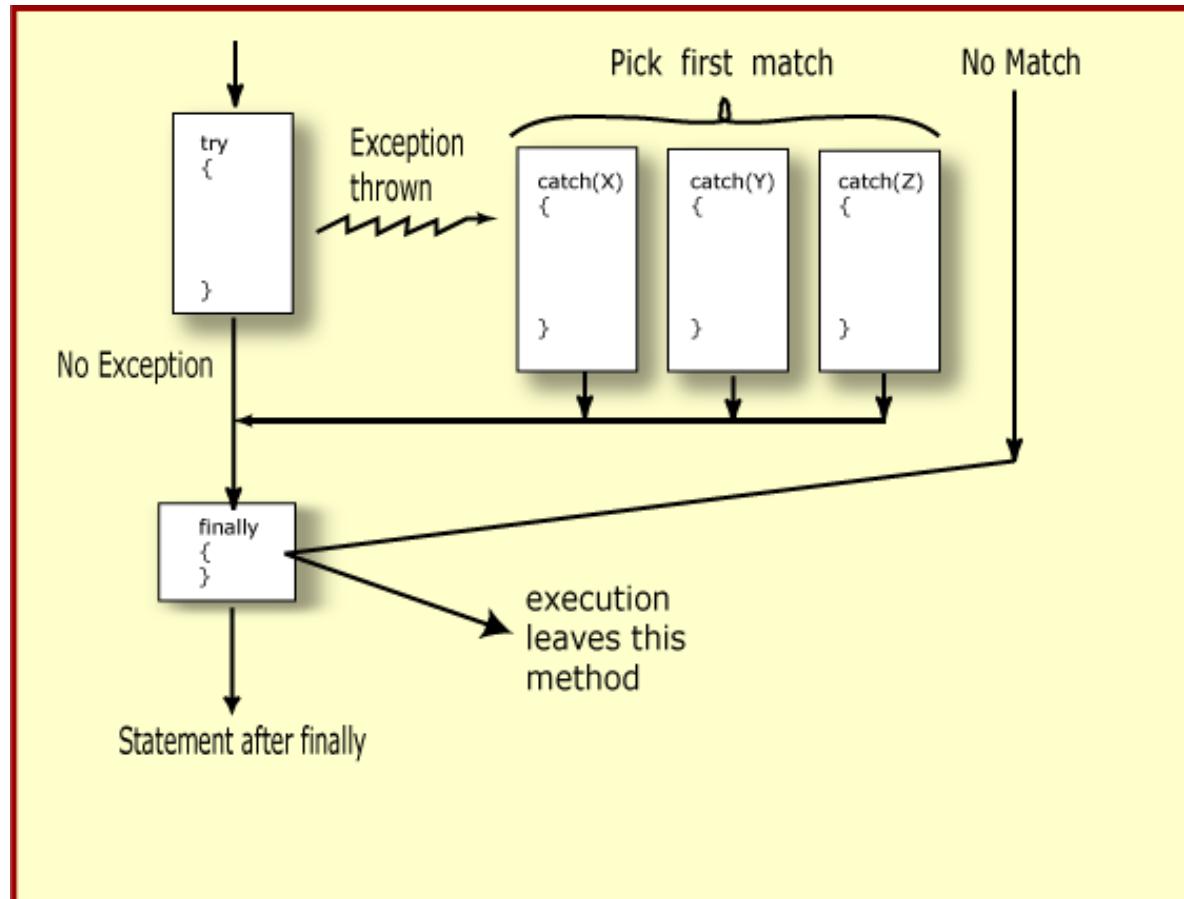 Pick first match
No Match
try
{
}
Exception
thrown
catch(X)
{
}
catch(Y)
{
}
catch(Z)
{
}
No Exception
finally
{
}
execution
leaves this
method
Statement after finally